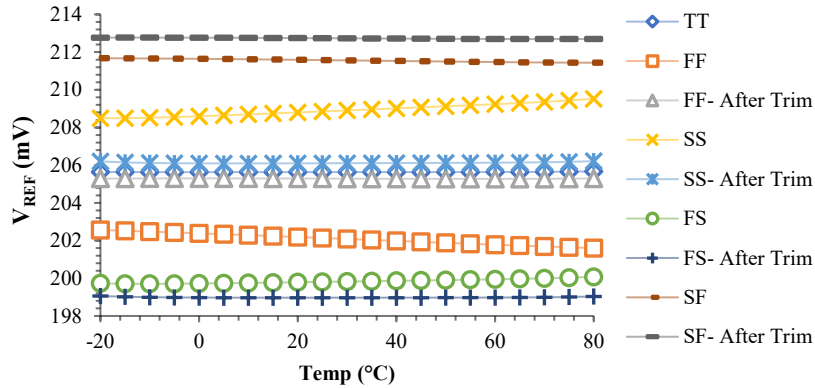 214
212
210
208
206
204
202
200
198
V_REF (mV)
-20 0 20 40 60 80
Temp (°C)
TT
FF
FF- After Trim
SS
SS- After Trim
FS
FS- After Trim
SF
SF- After Trim